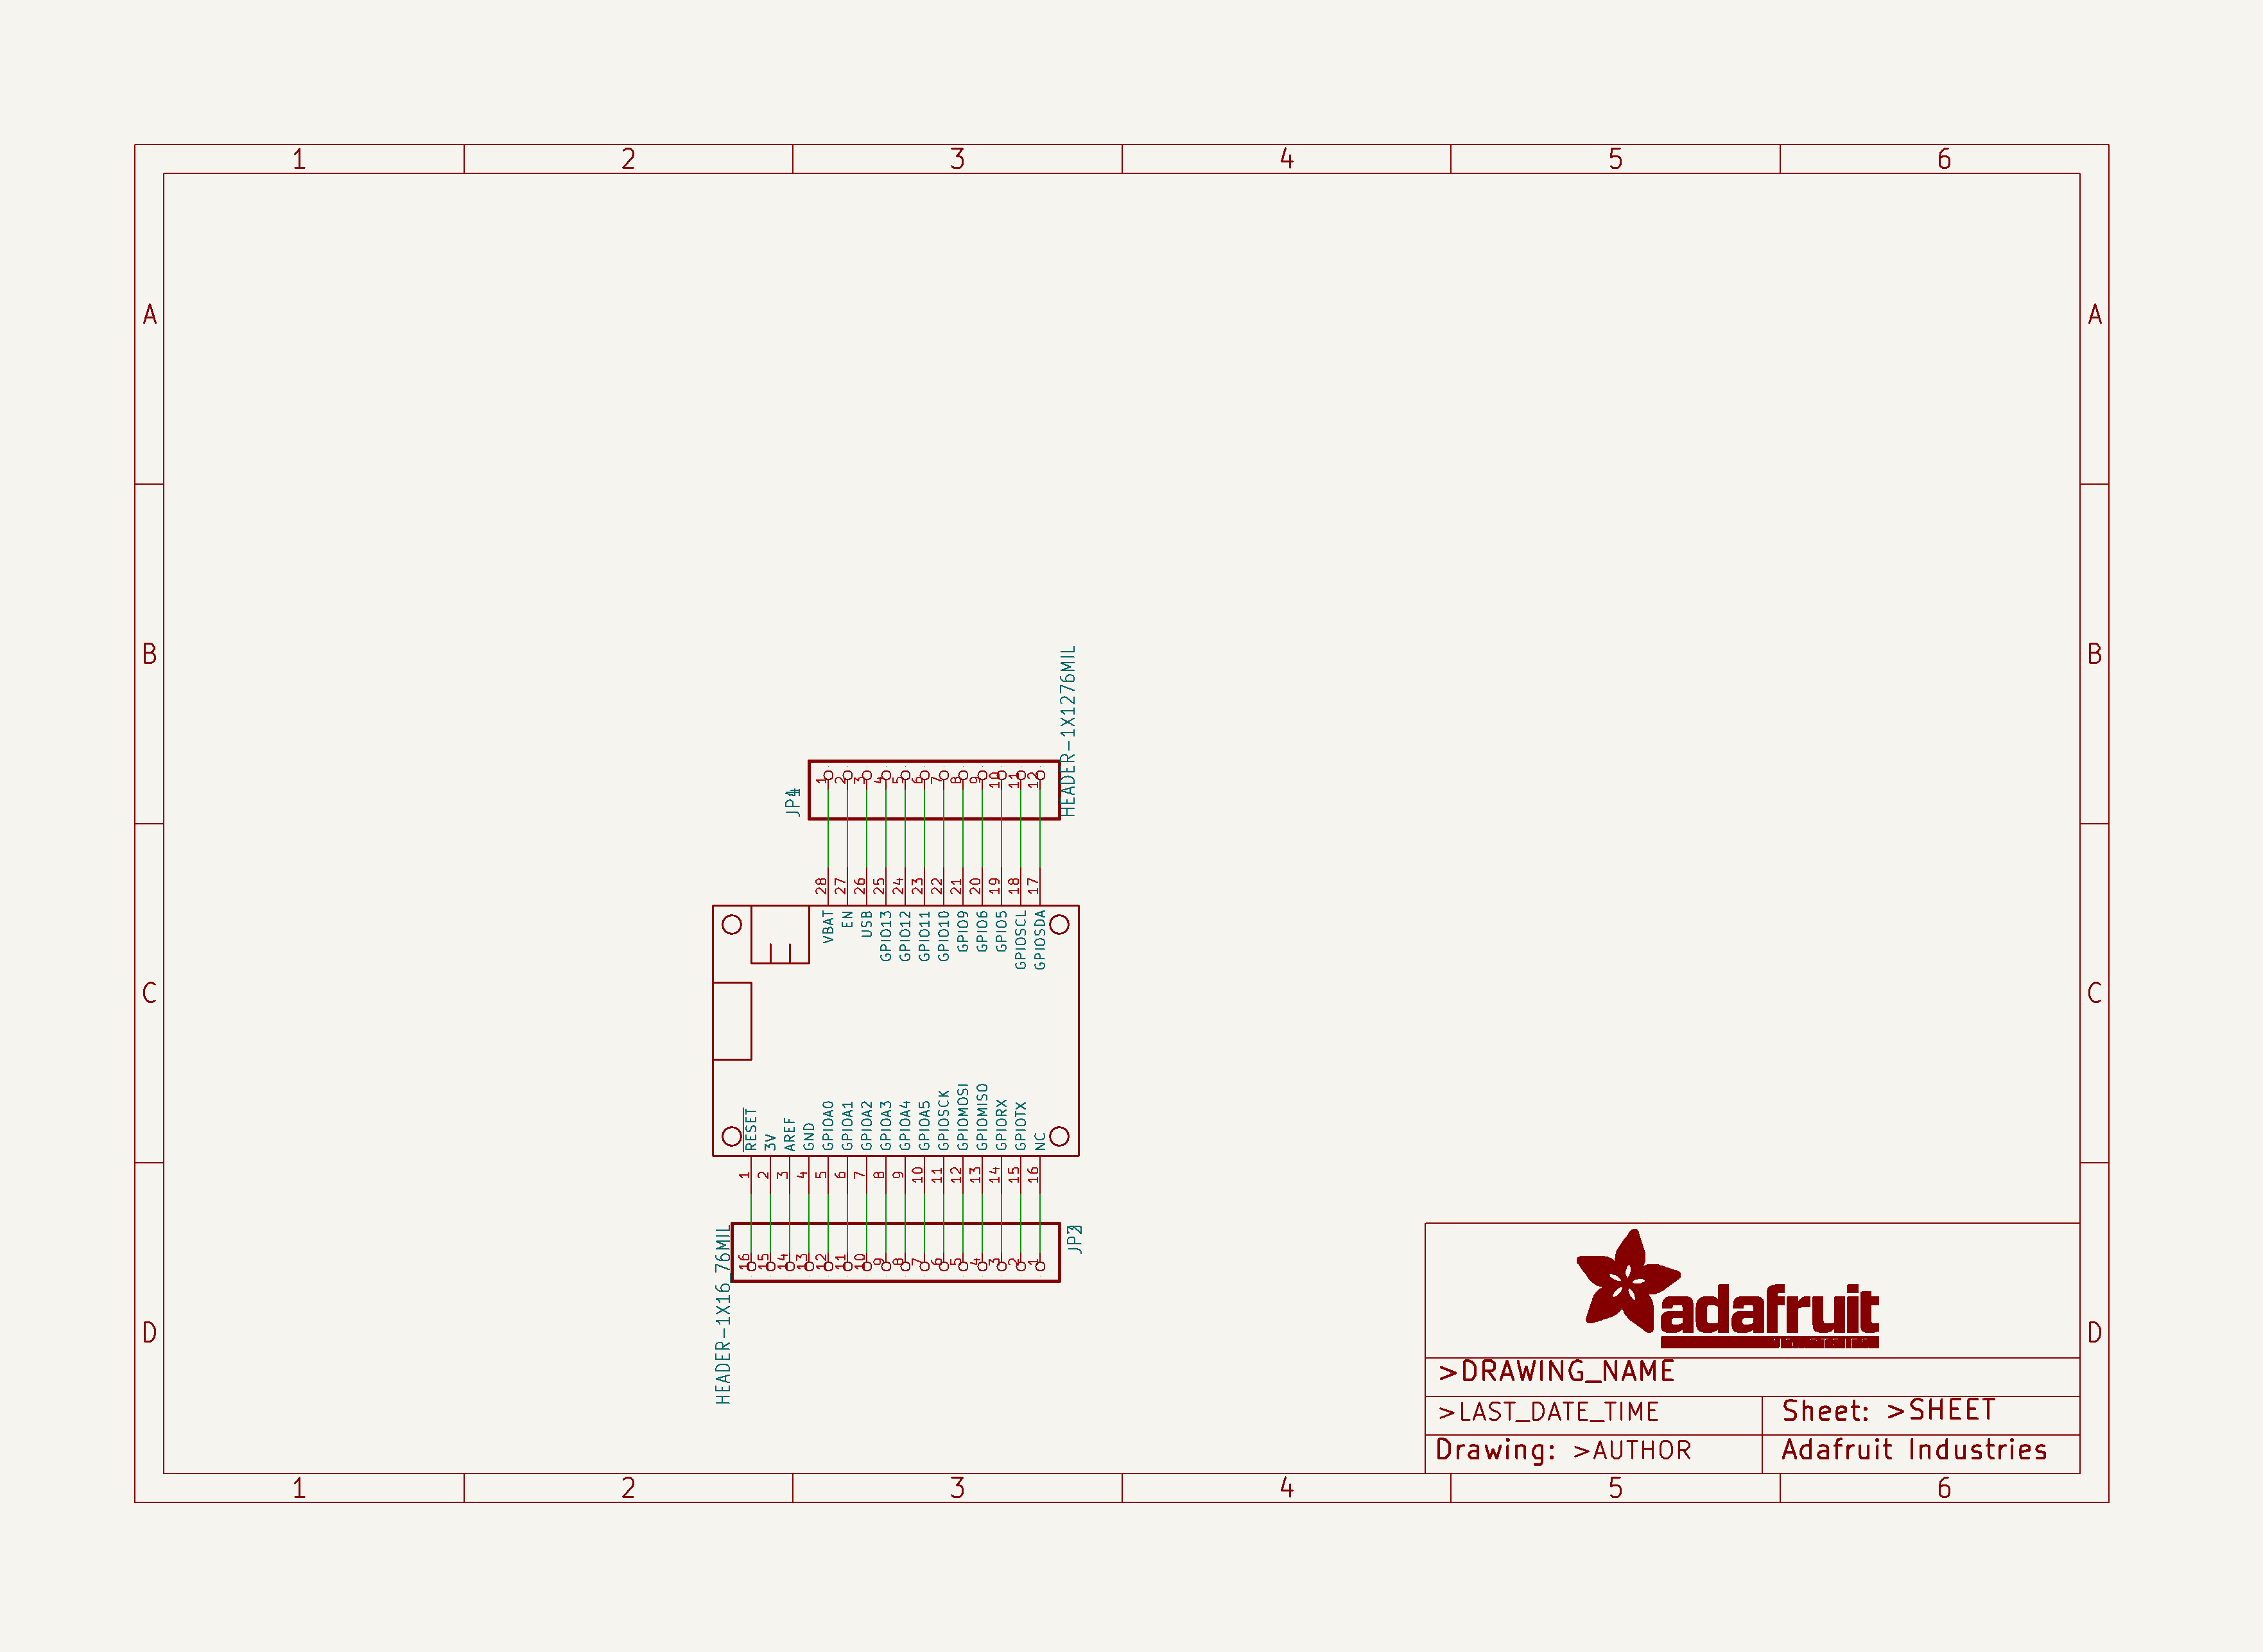 1 2 3 4 5 6
A A
B B
HEADER-1X1276MIL
1 2 3 4 5 6 7 8 9 10 11 12
28 27 26 25 24 23 22 21 20 19 18 17
VBAT EN USB GPIO13 GPIO12 GPIO11 GPIO10 GPIO9 GPIO6 GPIO5 GPIOSCL GPIOSDA
C C
RESET 3V AREF GND GPIOA0 GPIOA1 GPIOA2 GPIOA3 GPIOA4 GPIOA5 GPIOSCK GPIOMOSI GPIOMISO GPIORX GPIOTX NC
1 2 3 4 5 6 7 8 9 10 11 12 13 14 15 16
16 15 14 13 12 11 10 9 8 7 6 5 4 3 2 1
HEADER-1X16_76MIL
D D
adafruit
>DRAWING_NAME
>LAST_DATE_TIME
Sheet: >SHEET
Drawing: >AUTHOR
Adafruit Industries
1 2 3 4 5 6